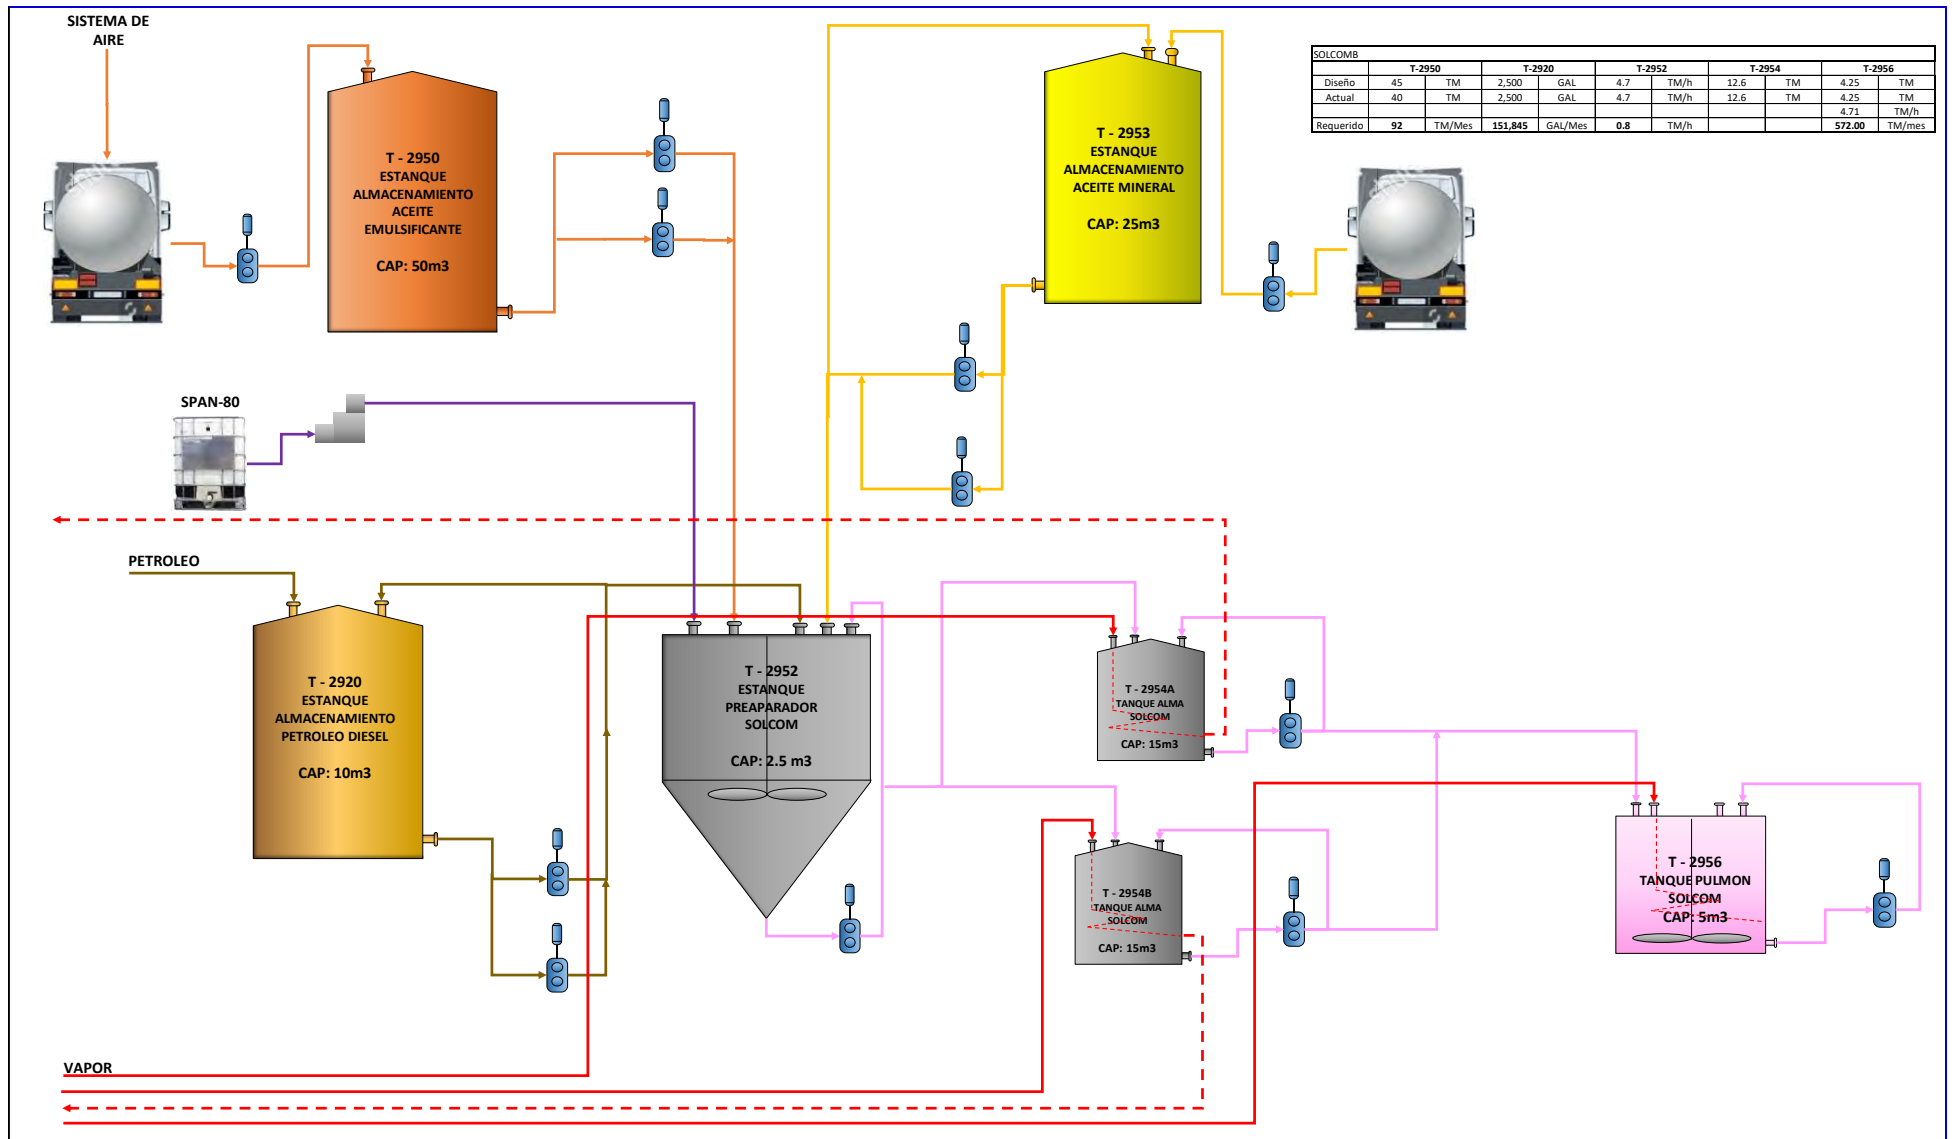 SISTEMA DE
AIRE
T - 2950
ESTANQUE
ALMACENAMIENTO
ACEITE
EMULSIFICANTE
CAP: 50m3
T - 2953
ESTANQUE
ALMACENAMIENTO
ACEITE MINERAL
CAP: 25m3
SOLCOMB
T-2950 T-2920 T-2952 T-2954 T-2956
Diseño 45 TM 2,500 GAL 4.7 TM/h 12.6 TM 4.25 TM
Actual 40 TM 2,500 GAL 4.7 TM/h 12.6 TM 4.25 TM
4.71 TM/h
Requerido 92 TM/Mes 151,845 GAL/Mes 0.8 TM/h 572.00 TM/mes
SPAN-80
PETROLEO
T - 2920
ESTANQUE
ALMACENAMIENTO
PETROLEO DIESEL
CAP: 10m3
T - 2952
ESTANQUE
PREAPARADOR
SOLCOM
CAP: 2.5 m3
T - 2954A
TANQUE ALMA
SOLCOM
CAP: 15m3
T - 2954B
TANQUE ALMA
SOLCOM
CAP: 15m3
T - 2956
TANQUE PULMON
SOLCOM
CAP: 5m3
VAPOR